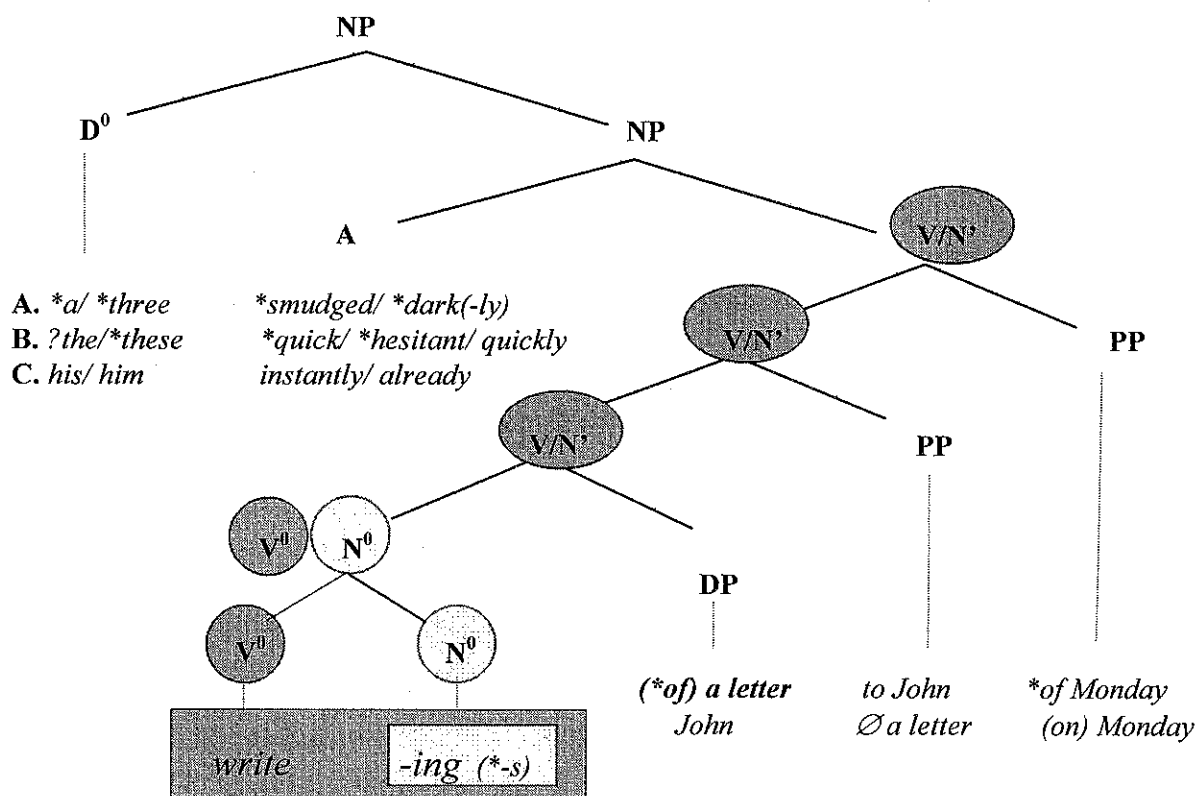 NP
D⁰
NP
A
V/N’
A. *a/ *three *smudged/ *dark(-ly)
V/N’
B. ?the/*these *quick/ *hesitant/ quickly
PP
C. his/ him instantly/ already
V/N’
PP
V⁰ N⁰
DP
V⁰ N⁰
(*of) a letter to John *of Monday
John Ø a letter (on) Monday
write -ing (*-s)